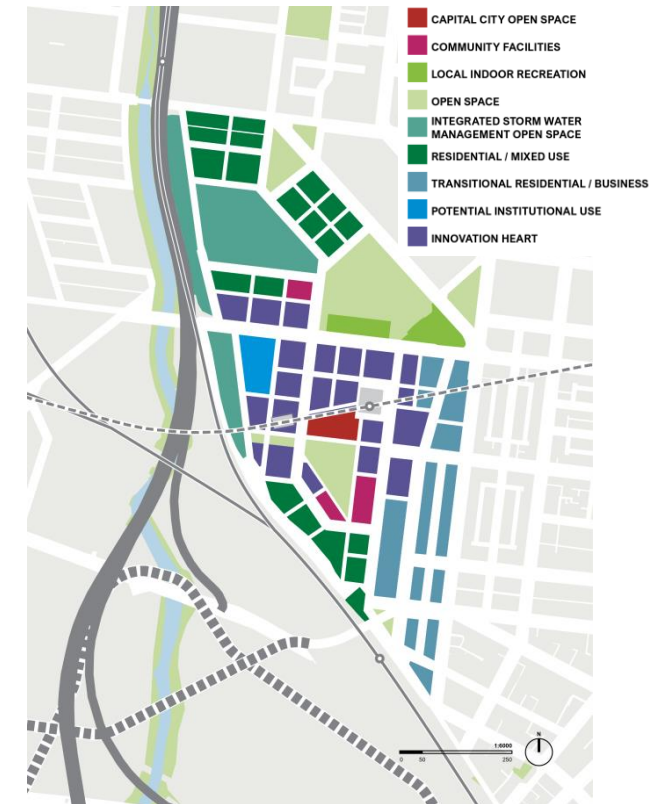 CAPITAL CITY OPEN SPACE
COMMUNITY FACILITIES
LOCAL INDOOR RECREATION
OPEN SPACE
INTEGRATED STORM WATER
MANAGEMENT OPEN SPACE
RESIDENTIAL / MIXED USE
TRANSITIONAL RESIDENTIAL / BUSINESS
POTENTIAL INSTITUTIONAL USE
INNOVATION HEART
N
1:6000
0 50 250